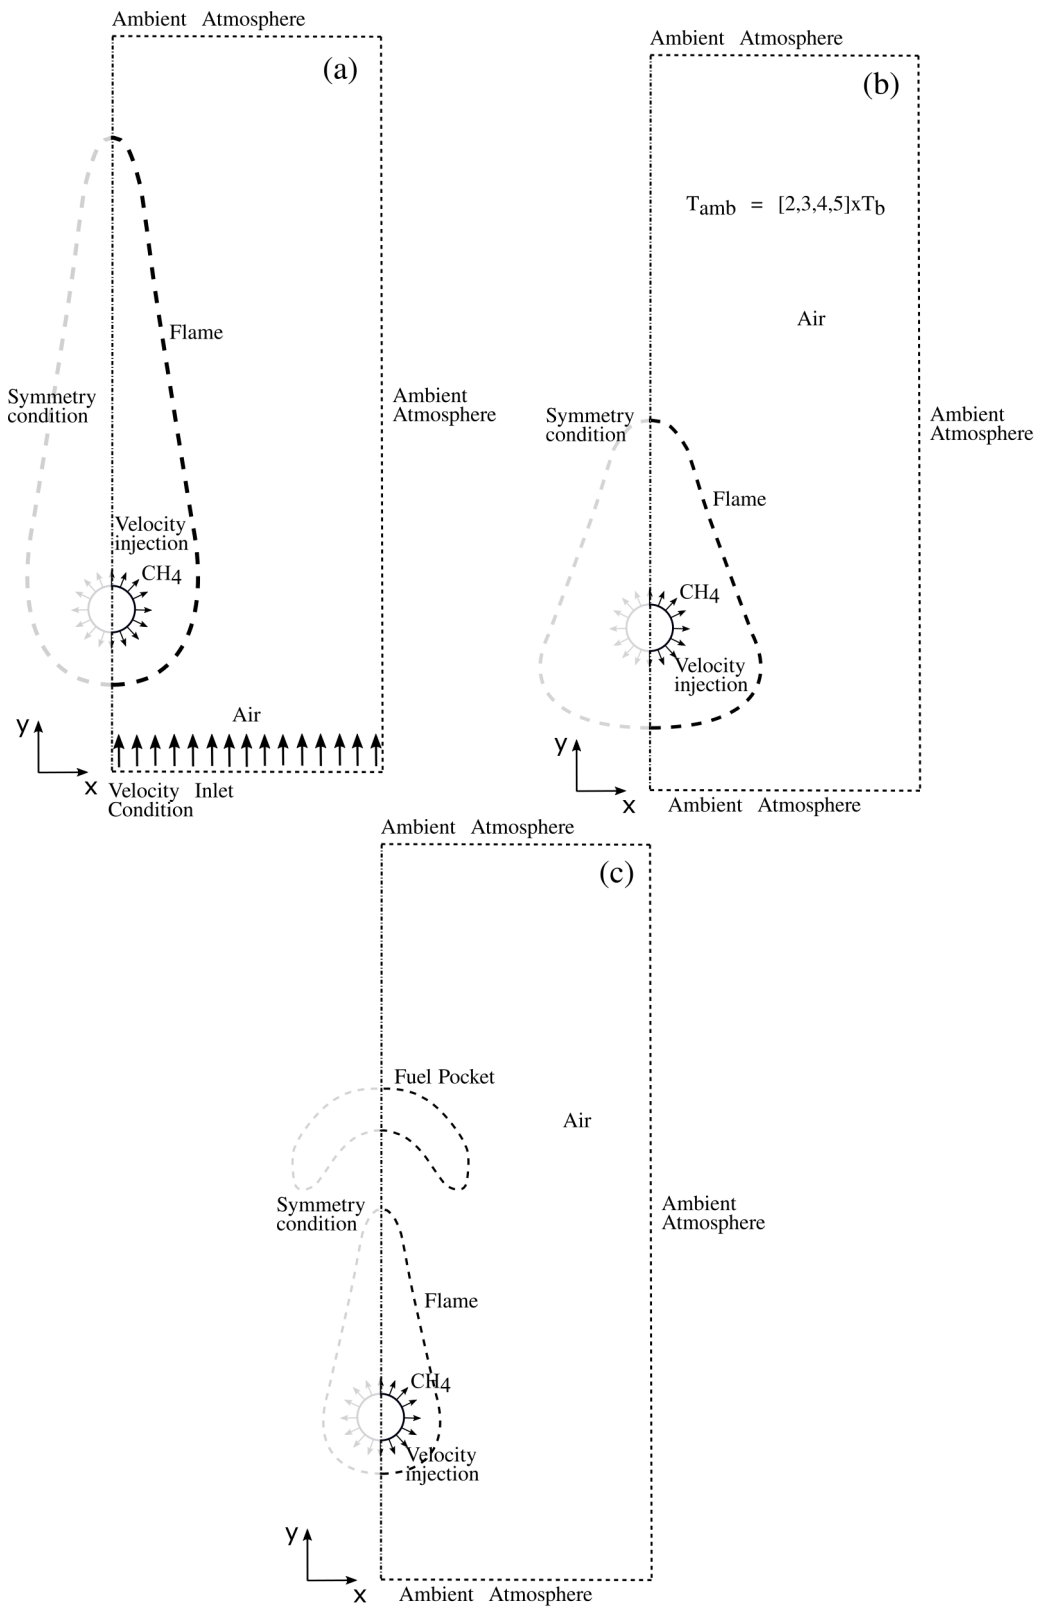 Ambient Atmosphere
(a)
Flame
Symmetry
condition
Ambient
Atmosphere
Velocity
injection
CH4
Air
y
x
Velocity Inlet
Condition
Ambient Atmosphere
(b)
Tamb = [2,3,4,5]xTb
Air
Symmetry
condition
Ambient
Atmosphere
Flame
CH4
Velocity
injection
y
x
Ambient Atmosphere
Ambient Atmosphere
(c)
Fuel Pocket
Air
Symmetry
condition
Ambient
Atmosphere
Flame
CH4
Velocity
injection
y
x
Ambient Atmosphere